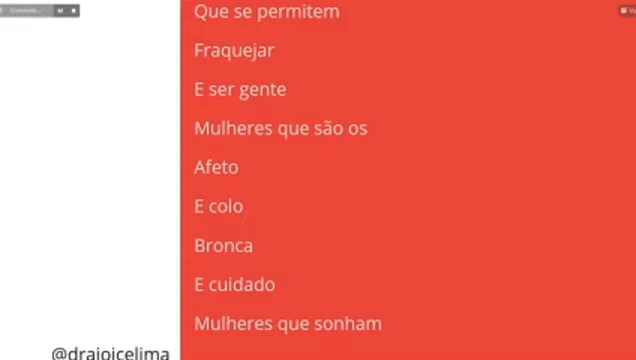 Que se permitem
Fraquejar
E ser gente
Mulheres que são os
Afeto
E colo
Bronca
E cuidado
Mulheres que sonham
@drajoicelima